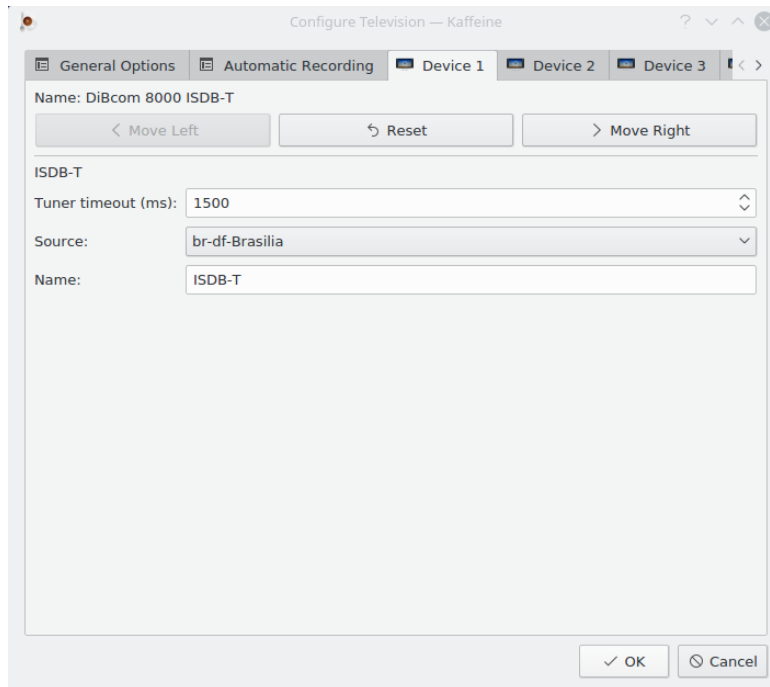 Configure Television — Kaffeine
General Options Automatic Recording Device 1 Device 2 Device 3
Name: DiBcom 8000 ISDB-T
Move Left Reset Move Right
ISDB-T
Tuner timeout (ms): 1500
Source: br-df-Brasilia
Name: ISDB-T
OK Cancel